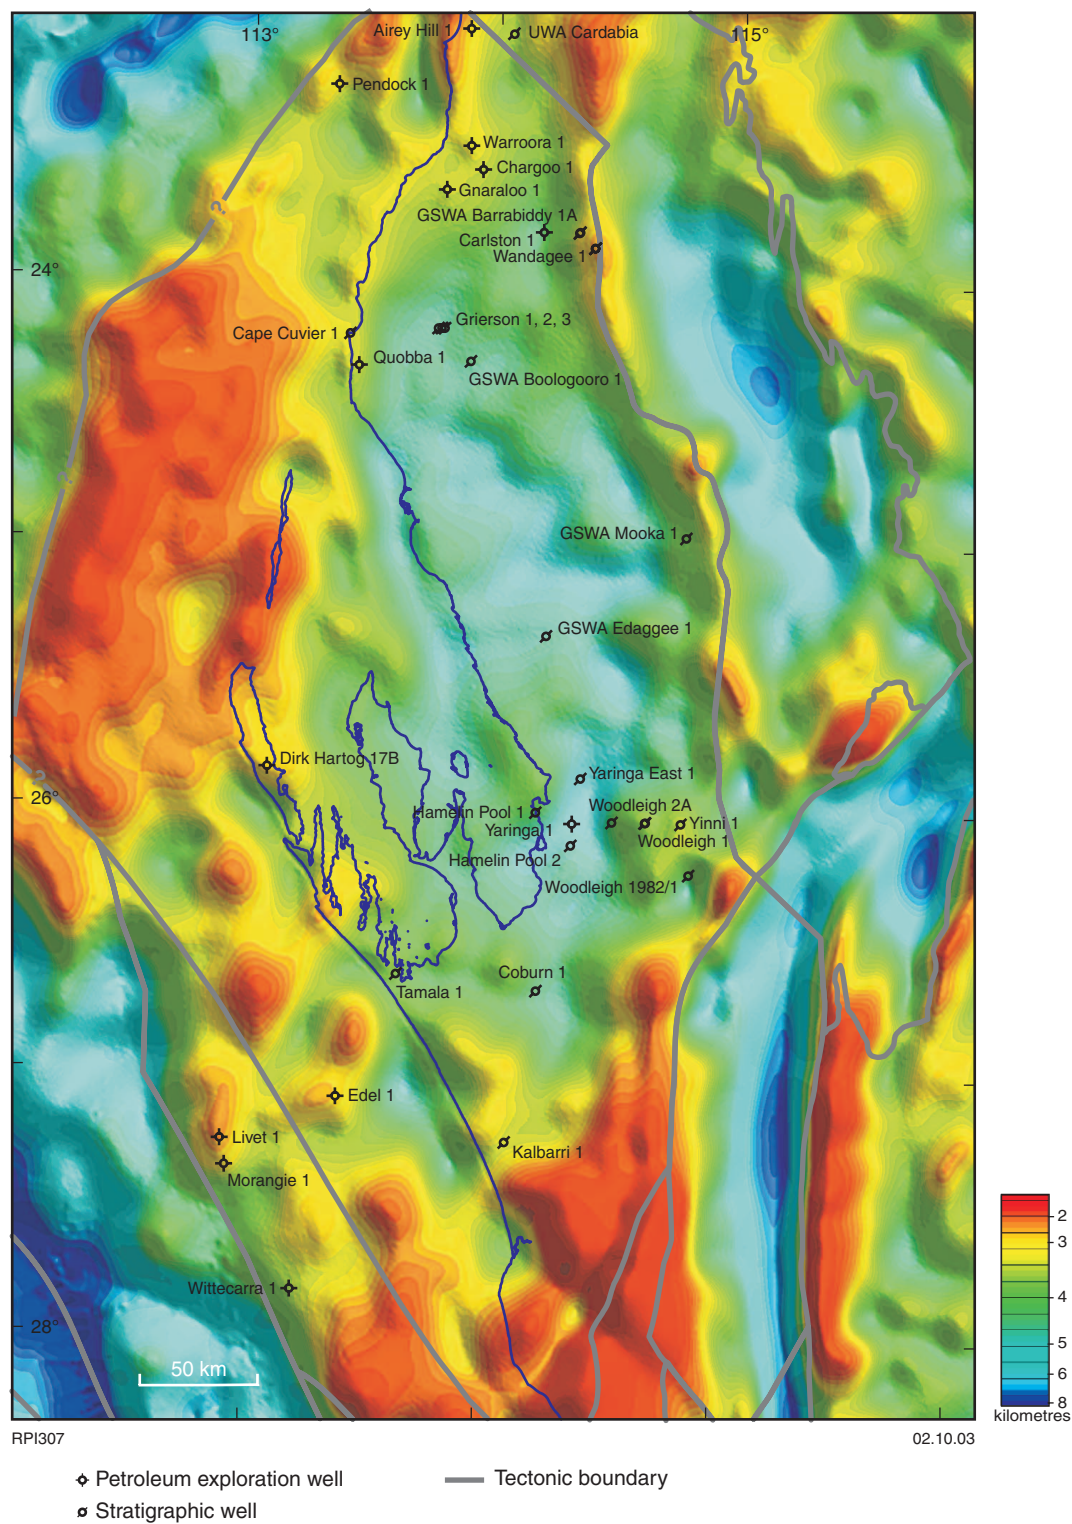 Airey Hill 1
113°
UWA Cardabia
115°
Pendock 1
Warroora 1
Chargoo 1
Gnaraloo 1
?
GSWA Barrabiddy 1A
Carlston 1
Wandagee 1
24°
Grierson 1, 2, 3
Cape Cuvier 1
Quobba 1
GSWA Boologooro 1
?
GSWA Mooka 1
GSWA Edaggee 1
Dirk Hartog 17B
Yaringa East 1
?
26°
Woodleigh 2A
Hamelin Pool 1
Yaringa 1
Yinni 1
Woodleigh 1
Hamelin Pool 2
Woodleigh 1982/1
Coburn 1
Tamala 1
Edel 1
Livet 1
Kalbarri 1
Morangie 1
Wittecarra 1
28°
50 km
2
3
4
5
6
8
kilometres
RPI307
02.10.03
Petroleum exploration well
Tectonic boundary
Stratigraphic well